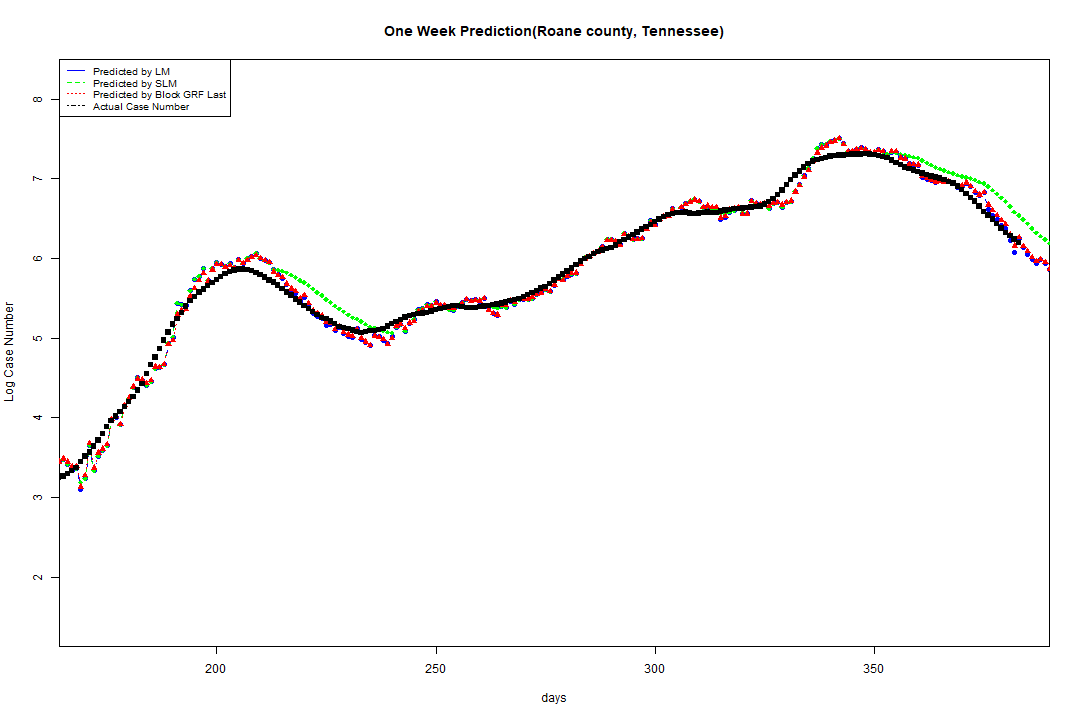 One Week Prediction(Roane county, Tennessee)
Predicted by LM
Predicted by SLM
Predicted by Block GRF Last
Actual Case Number
8
7
6
5
4
3
2
Log Case Number
200 250 300 350
days